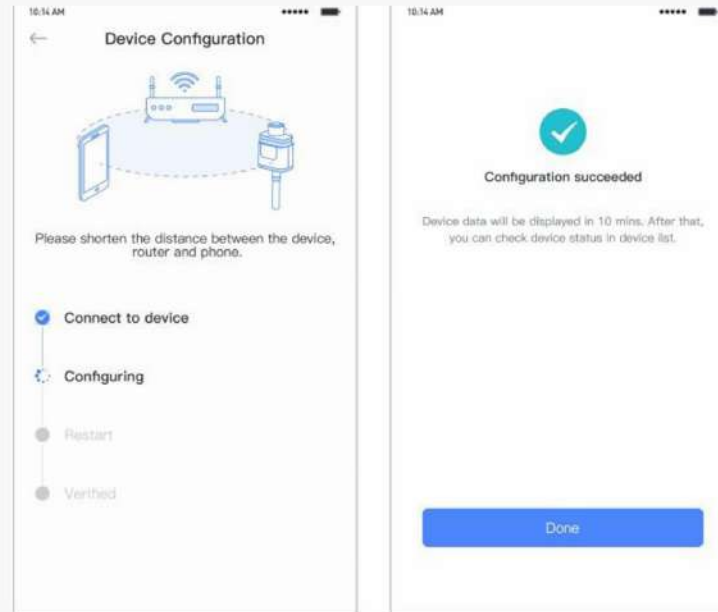 10:14 AM
Device Configuration
Please shorten the distance between the device,
router and phone.
Connect to device
Configuring
Restart
Verified
10:14 AM
Configuration succeeded
Device data will be displayed in 10 mins. After that,
you can check device status in device list.
Done